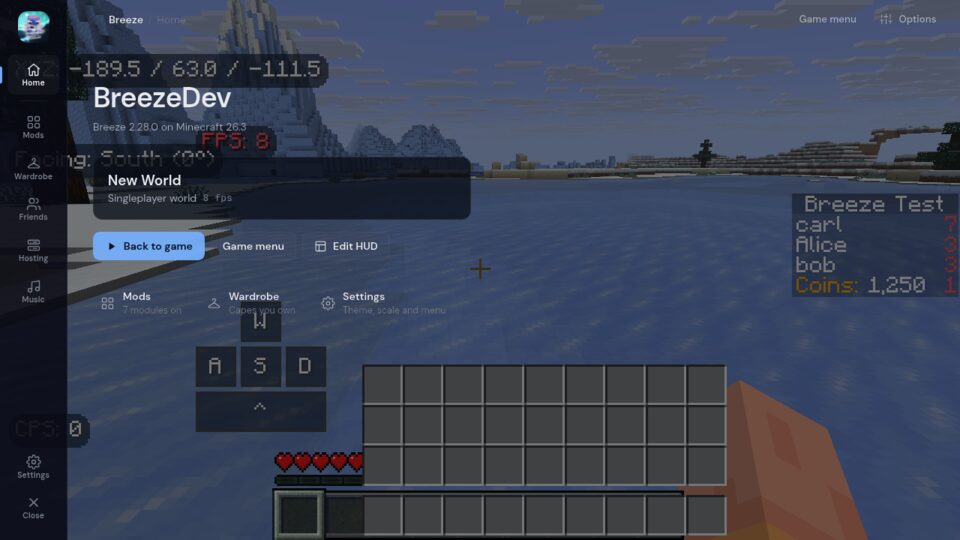 Breeze / Home
Game menu
Options
XYZ: -189.5 / 63.0 / -111.5
Home
BreezeDev
Breeze 2.28.0 on Minecraft 26.3
FPS: 8
Mods
Facing: South (0°)
Wardrobe
New World
Singleplayer world 8 fps
Friends
Breeze Test
carl 7
Alice 3
bob 3
Coins: 1,250 1
Hosting
Back to game
Game menu
Edit HUD
Music
Mods
7 modules on
Wardrobe
Capes you own
Settings
Theme, scale and menu
W
A
S
D
^
CPS: 0
Settings
Close